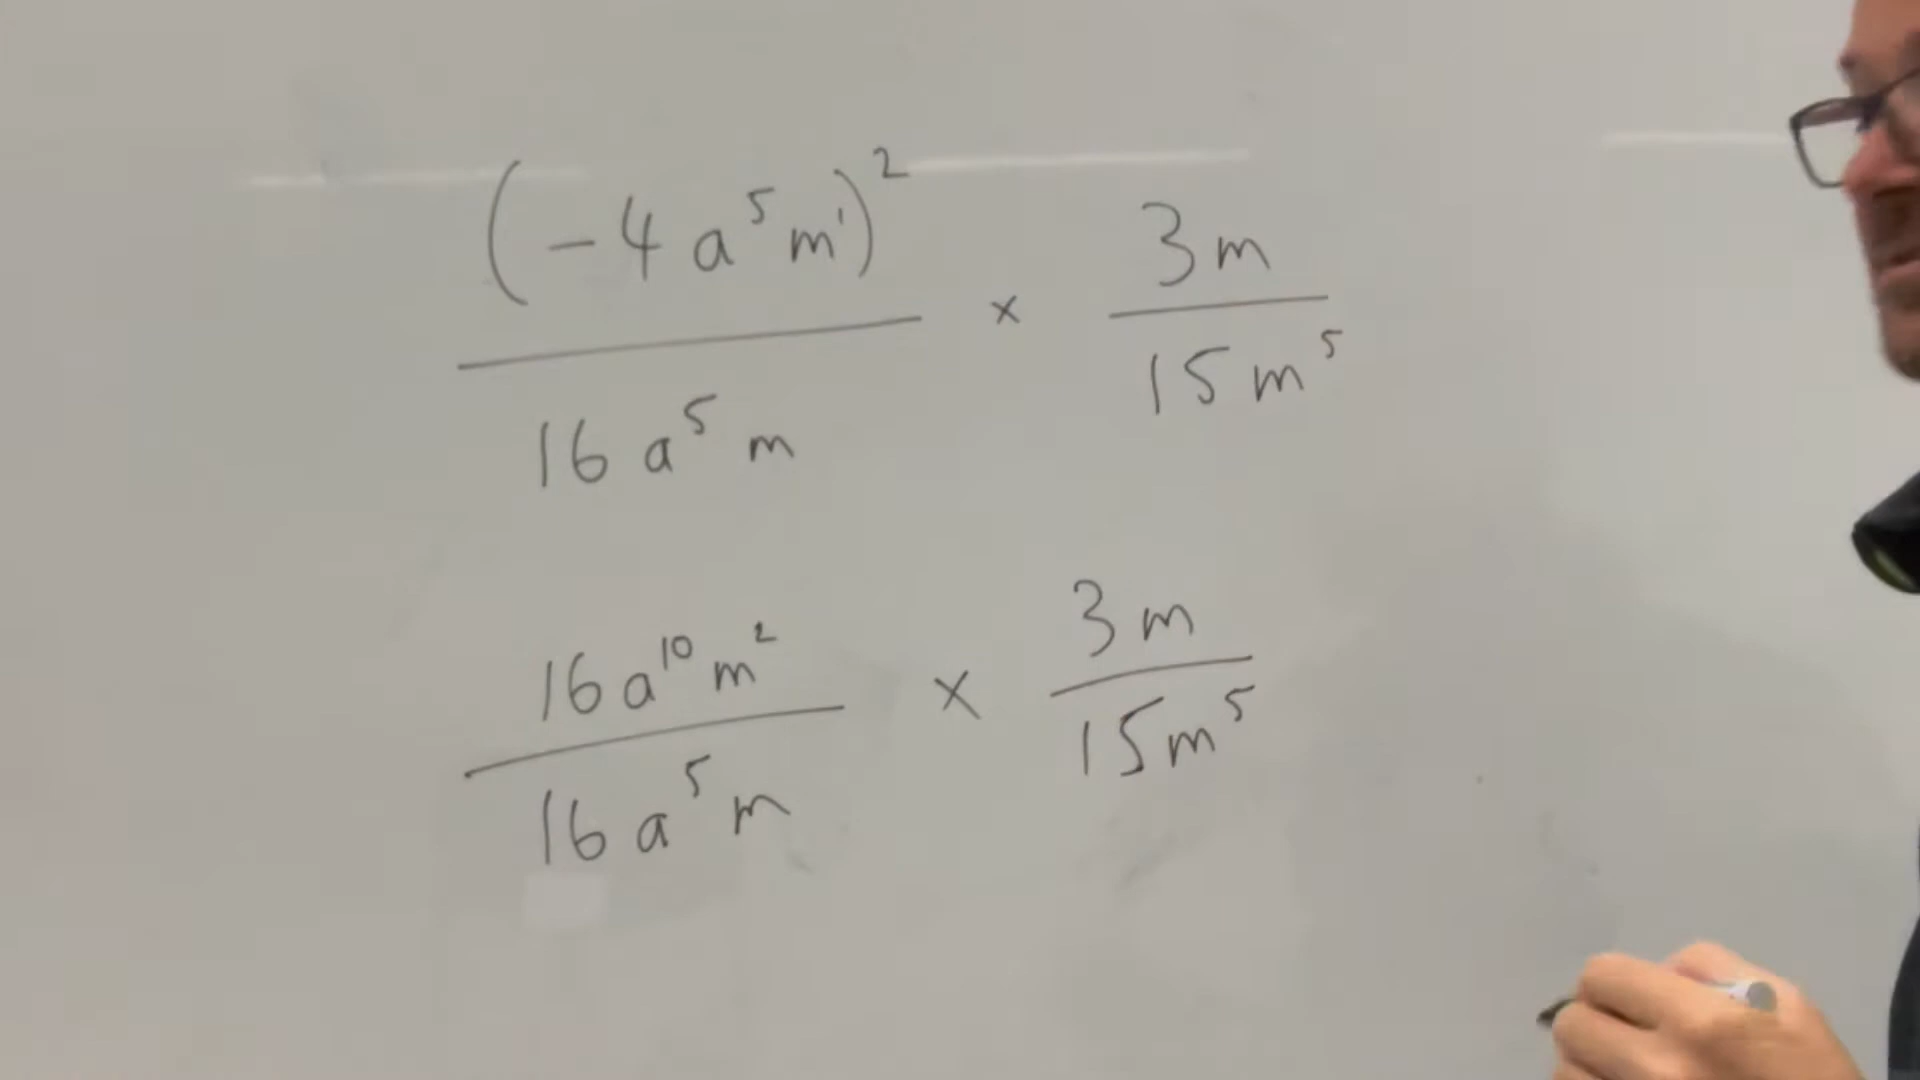 (-4a⁵m¹)² × 3m
16a⁵m 15m⁵
16a¹⁰m² × 3m
16a⁵m 15m⁵